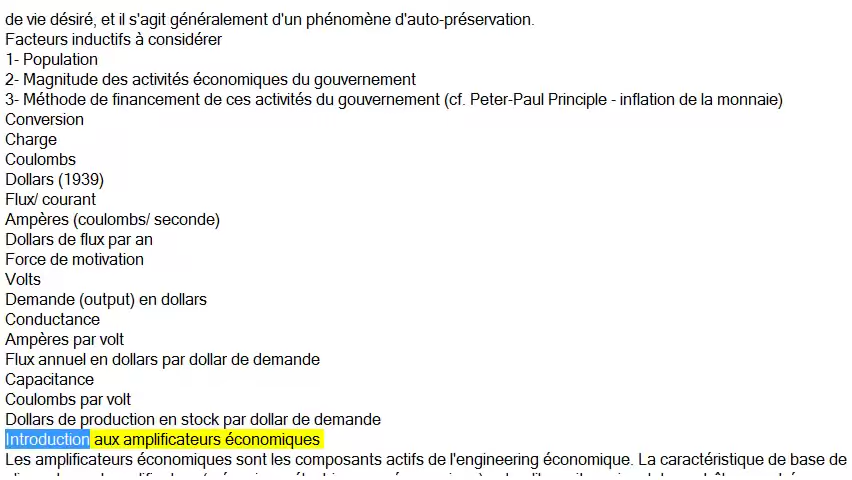 de vie désiré, et il s'agit généralement d'un phénomène d'auto-préservation.
Facteurs inductifs à considérer
1- Population
2- Magnitude des activités économiques du gouvernement
3- Méthode de financement de ces activités du gouvernement (cf. Peter-Paul Principle - inflation de la monnaie)
Conversion
Charge
Coulombs
Dollars (1939)
Flux/ courant
Ampères (coulombs/ seconde)
Dollars de flux par an
Force de motivation
Volts
Demande (output) en dollars
Conductance
Ampères par volt
Flux annuel en dollars par dollar de demande
Capacitance
Coulombs par volt
Dollars de production en stock par dollar de demande
Introduction aux amplificateurs économiques
Les amplificateurs économiques sont les composants actifs de l'engineering économique. La caractéristique de base de